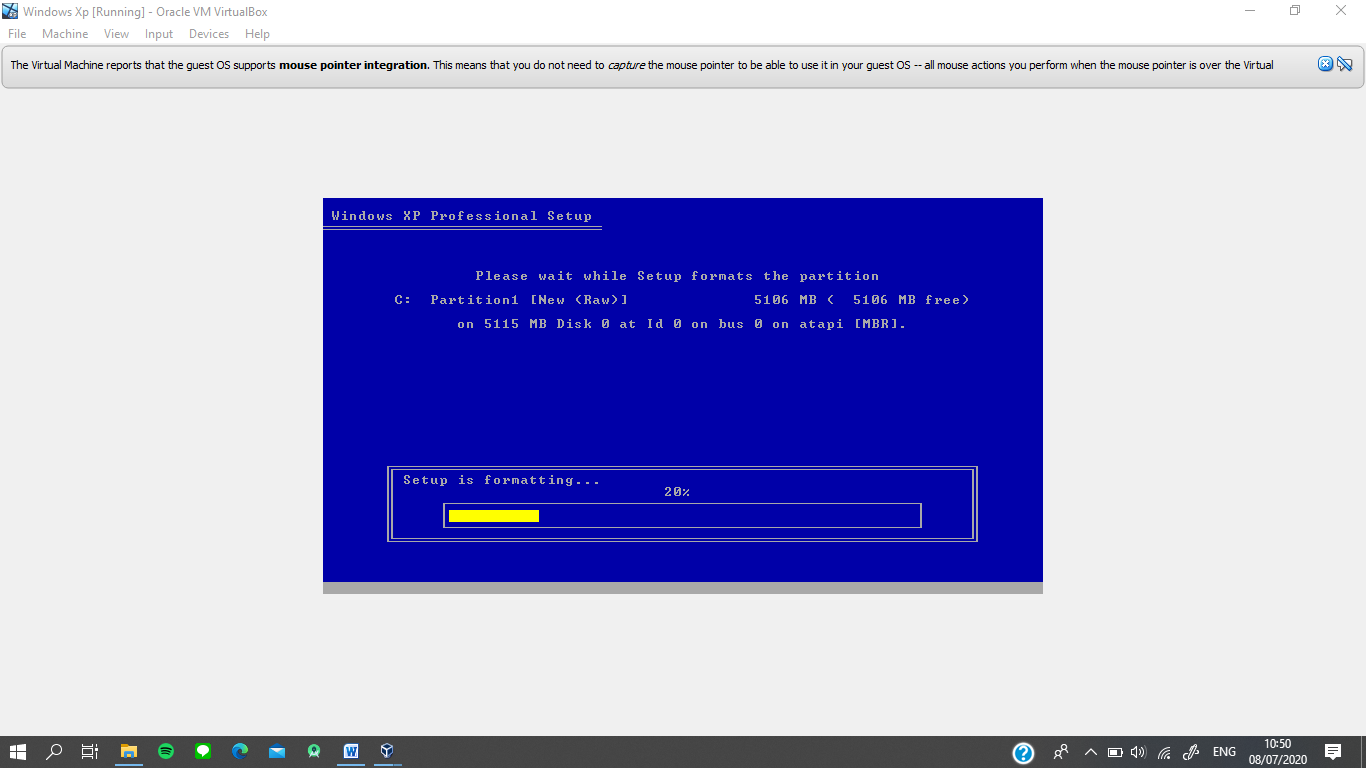 Windows Xp [Running] - Oracle VM VirtualBox
File Machine View Input Devices Help
The Virtual Machine reports that the guest OS supports mouse pointer integration. This means that you do not need to capture the mouse pointer to be able to use it in your guest OS -- all mouse actions you perform when the mouse pointer is over the Virtual
Windows XP Professional Setup
Please wait while Setup formats the partition
C: Partition1 [New (Raw)] 5106 MB ( 5106 MB free)
on 5115 MB Disk 0 at Id 0 on bus 0 on atapi [MBR].
Setup is formatting...
20%
ENG
10:50
08/07/2020